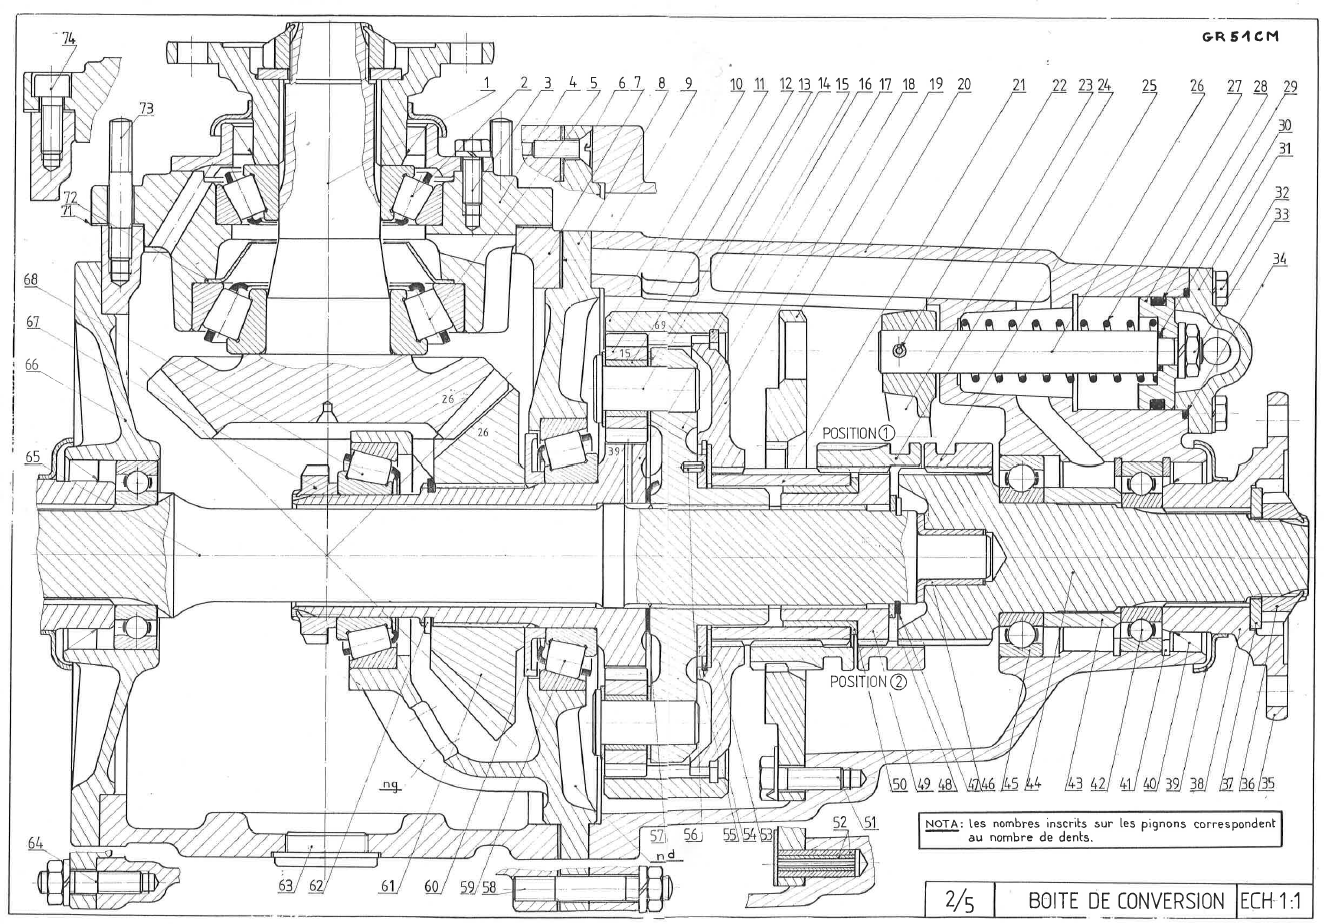 GR51CM
74
1 2 3 4 5 6 7 8 9 10 11 12 13 14 15 16 17 18 19 20 21 22 23 24 25 26 27 28 29
73
30
31
72
71
32
33
34
68
67
66
65
69
15
26
26
39
POSITION 1
POSITION 2
ng
nd
50 49 48 47 46 45 44 43 42 41 40 39 38 37 36 35
NOTA: les nombres inscrits sur les pignons correspondent
au nombre de dents.
51
52
57 56 55 54 53
64
63 62 61 60 59 58
2/5
BOITE DE CONVERSION
ECH·1:1